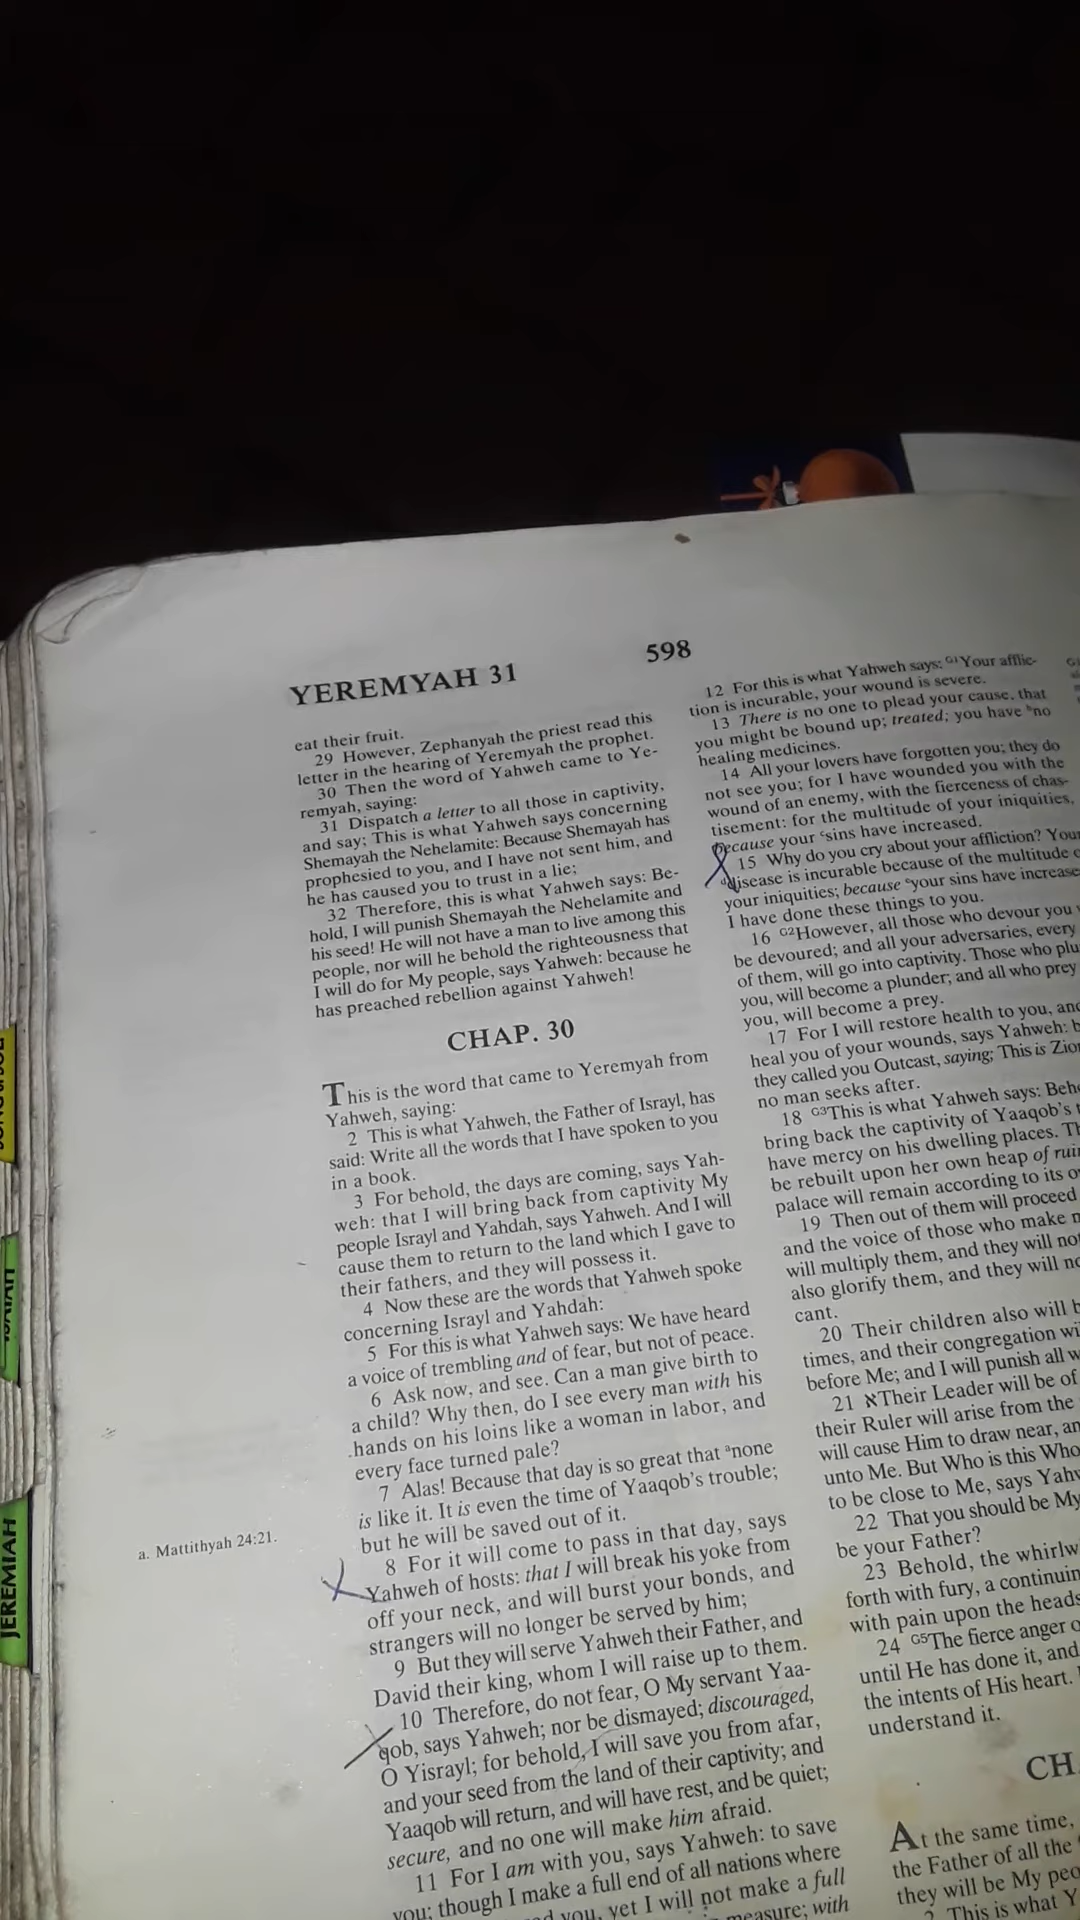 YEREMYAH 31
598
eat their fruit.
29 However, Zephanyah the priest read this
letter in the hearing of Yeremyah the prophet.
30 Then the word of Yahweh came to Ye-
remyah, saying:
31 Dispatch a letter to all those in captivity,
and say; This is what Yahweh says concerning
Shemayah the Nehelamite: Because Shemayah has
prophesied to you, and I have not sent him, and
he has caused you to trust in a lie;
32 Therefore, this is what Yahweh says: Be-
hold, I will punish Shemayah the Nehelamite and
his seed! He will not have a man to live among this
people, nor will he behold the righteousness that
I will do for My people, says Yahweh: because he
has preached rebellion against Yahweh!
CHAP. 30
This is the word that came to Yeremyah from
Yahweh, saying:
2 This is what Yahweh, the Father of Israyl, has
said: Write all the words that I have spoken to you
in a book.
3 For behold, the days are coming, says Yah-
weh: that I will bring back from captivity My
people Israyl and Yahdah, says Yahweh. And I will
cause them to return to the land which I gave to
their fathers, and they will possess it.
4 Now these are the words that Yahweh spoke
concerning Israyl and Yahdah:
5 For this is what Yahweh says: We have heard
a voice of trembling and of fear, but not of peace.
6 Ask now, and see. Can a man give birth to
a child? Why then, do I see every man with his
hands on his loins like a woman in labor, and
every face turned pale?
7 Alas! Because that day is so great that ᵃnone
is like it. It is even the time of Yaaqob's trouble;
but he will be saved out of it.
8 For it will come to pass in that day, says
Yahweh of hosts: that I will break his yoke from
off your neck, and will burst your bonds, and
strangers will no longer be served by him;
9 But they will serve Yahweh their Father, and
David their king, whom I will raise up to them.
10 Therefore, do not fear, O My servant Yaa-
qob, says Yahweh; nor be dismayed; discouraged,
O Yisrayl; for behold, I will save you from afar,
and your seed from the land of their captivity; and
Yaaqob will return, and will have rest, and be quiet;
secure, and no one will make him afraid.
11 For I am with you, says Yahweh: to save
you; though I make a full end of all nations where
you, yet I will not make a full
measure; with
12 For this is what Yahweh says: G1Your afflic-
tion is incurable, your wound is severe.
13 There is no one to plead your cause, that
you might be bound up; treated; you have no
healing medicines.
14 All your lovers have forgotten you; they do
not see you; for I have wounded you with the
wound of an enemy, with the fierceness of chas-
tisement: for the multitude of your iniquities,
because your ᶜsins have increased.
15 Why do you cry about your affliction? Your
disease is incurable because of the multitude
your iniquities; because ᵉyour sins have increase
I have done these things to you.
16 G2However, all those who devour you
be devoured; and all your adversaries, every
of them, will go into captivity. Those who plu
you, will become a plunder; and all who prey
you, will become a prey.
17 For I will restore health to you, and
heal you of your wounds, says Yahweh:
they called you Outcast, saying; This is Zion
no man seeks after.
18 G3This is what Yahweh says: Beho
bring back the captivity of Yaaqob's
have mercy on his dwelling places. Th
be rebuilt upon her own heap of ruin
palace will remain according to its
19 Then out of them will proceed
and the voice of those who make
will multiply them, and they will not
also glorify them, and they will
cant.
20 Their children also will
times, and their congregation wi
before Me; and I will punish all
21 אTheir Leader will be of
their Ruler will arise from the
will cause Him to draw near, an
unto Me. But Who is this Who
to be close to Me, says Yahw
22 That you should be My
be your Father?
23 Behold, the whirlw
forth with fury, a continuin
with pain upon the heads
24 G5The fierce anger
until He has done it, and
the intents of His heart.
understand it.
CH
At the same time,
the Father of all the
they will be My peo
2 This is what Y
a. Mattithyah 24:21.
ISAIAH
JEREMIAH